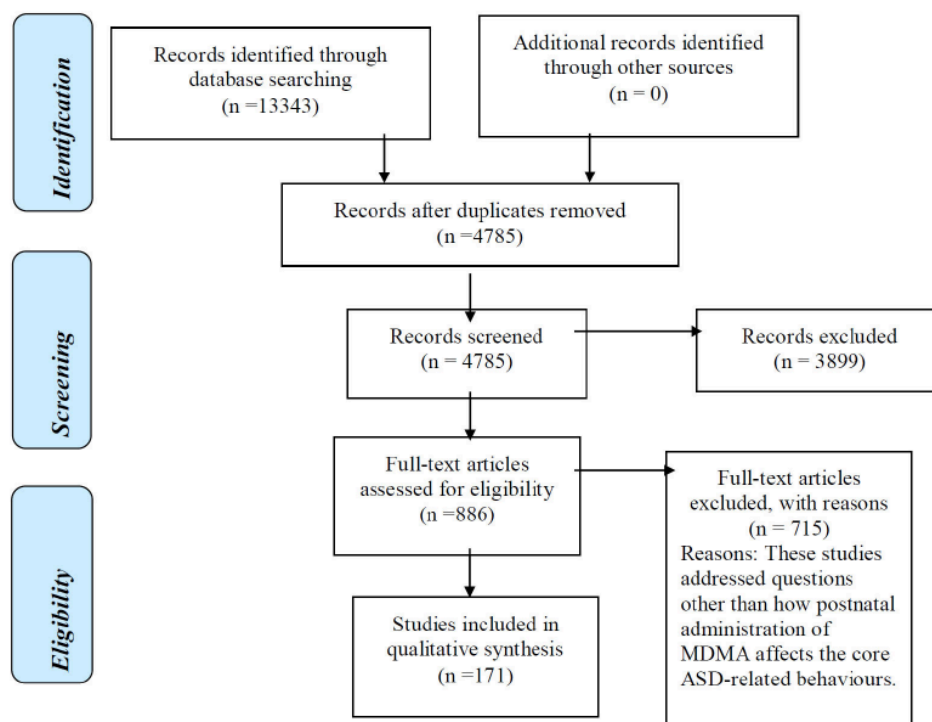 Identification
Records identified through
database searching
(n =13343)
Additional records identified
through other sources
(n = 0)
Records after duplicates removed
(n =4785)
Screening
Records screened
(n = 4785)
Records excluded
(n = 3899)
Full-text articles
assessed for eligibility
(n =886)
Full-text articles
excluded, with reasons
(n = 715)
Reasons: These studies
addressed questions
other than how postnatal
administration of
MDMA affects the core
ASD-related behaviours.
Eligibility
Studies included in
qualitative synthesis
(n =171)